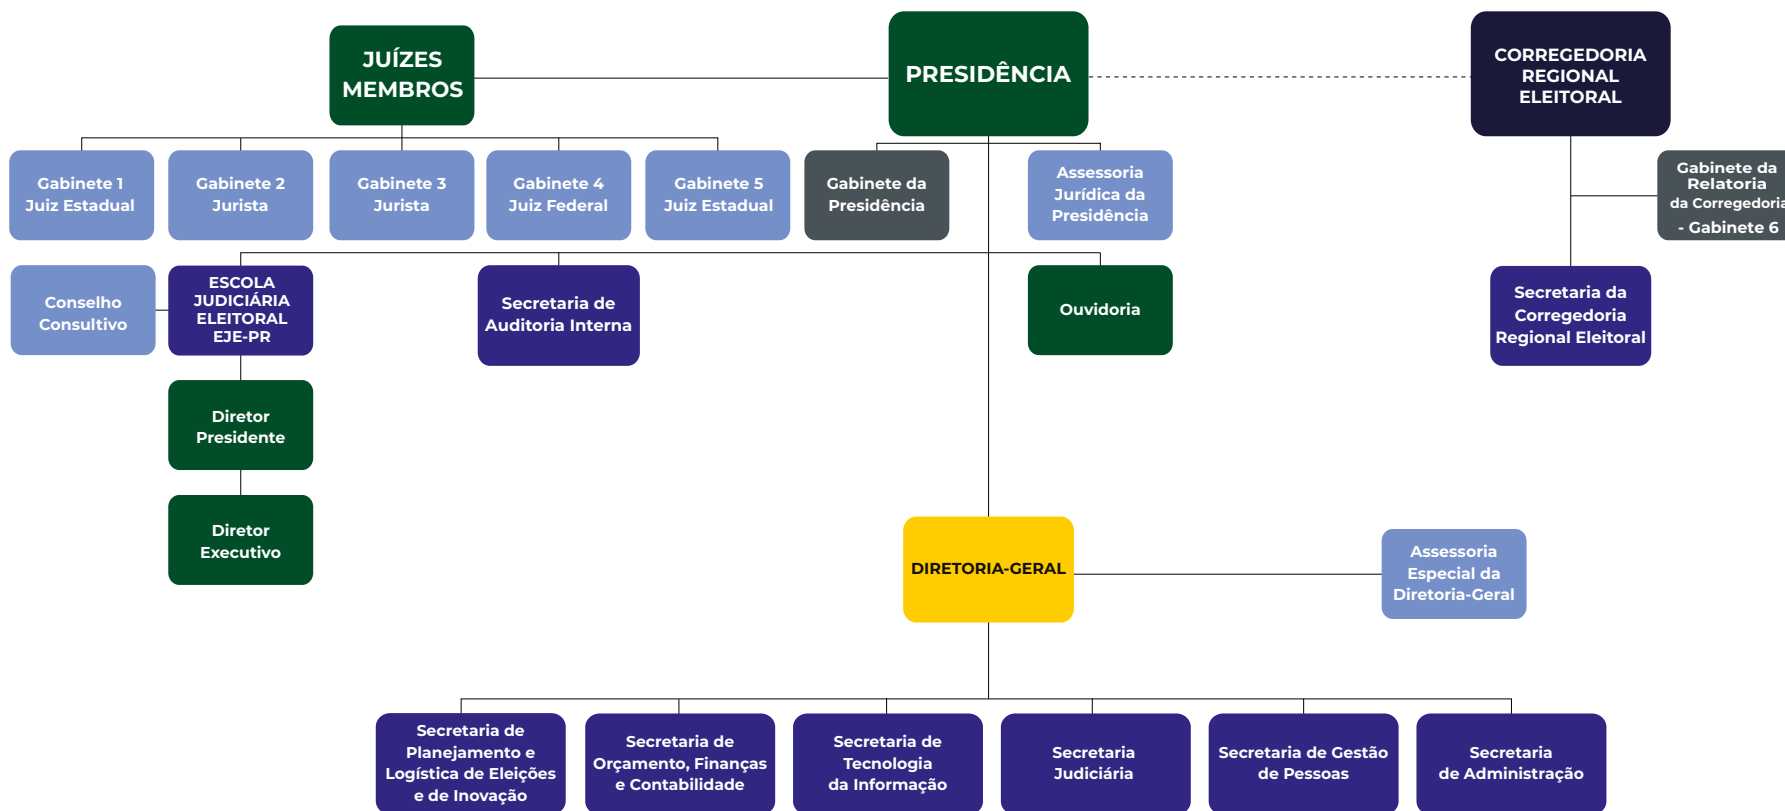 JUÍZES
MEMBROS
PRESIDÊNCIA
CORREGEDORIA
REGIONAL
ELEITORAL
Gabinete 1
Juiz Estadual
Gabinete 2
Jurista
Gabinete 3
Jurista
Gabinete 4
Juiz Federal
Gabinete 5
Juiz Estadual
Gabinete da
Presidência
Assessoria
Jurídica da
Presidência
Gabinete da
Relatoria
da Corregedoria
- Gabinete 6
Conselho
Consultivo
ESCOLA
JUDICIÁRIA
ELEITORAL
EJE-PR
Secretaria de
Auditoria Interna
Ouvidoria
Secretaria da
Corregedoria
Regional Eleitoral
Diretor
Presidente
Diretor
Executivo
DIRETORIA-GERAL
Assessoria
Especial da
Diretoria-Geral
Secretaria de
Planejamento e
Logística de Eleições
e de Inovação
Secretaria de
Orçamento, Finanças
e Contabilidade
Secretaria de
Tecnologia
da Informação
Secretaria
Judiciária
Secretaria de Gestão
de Pessoas
Secretaria
de Administração